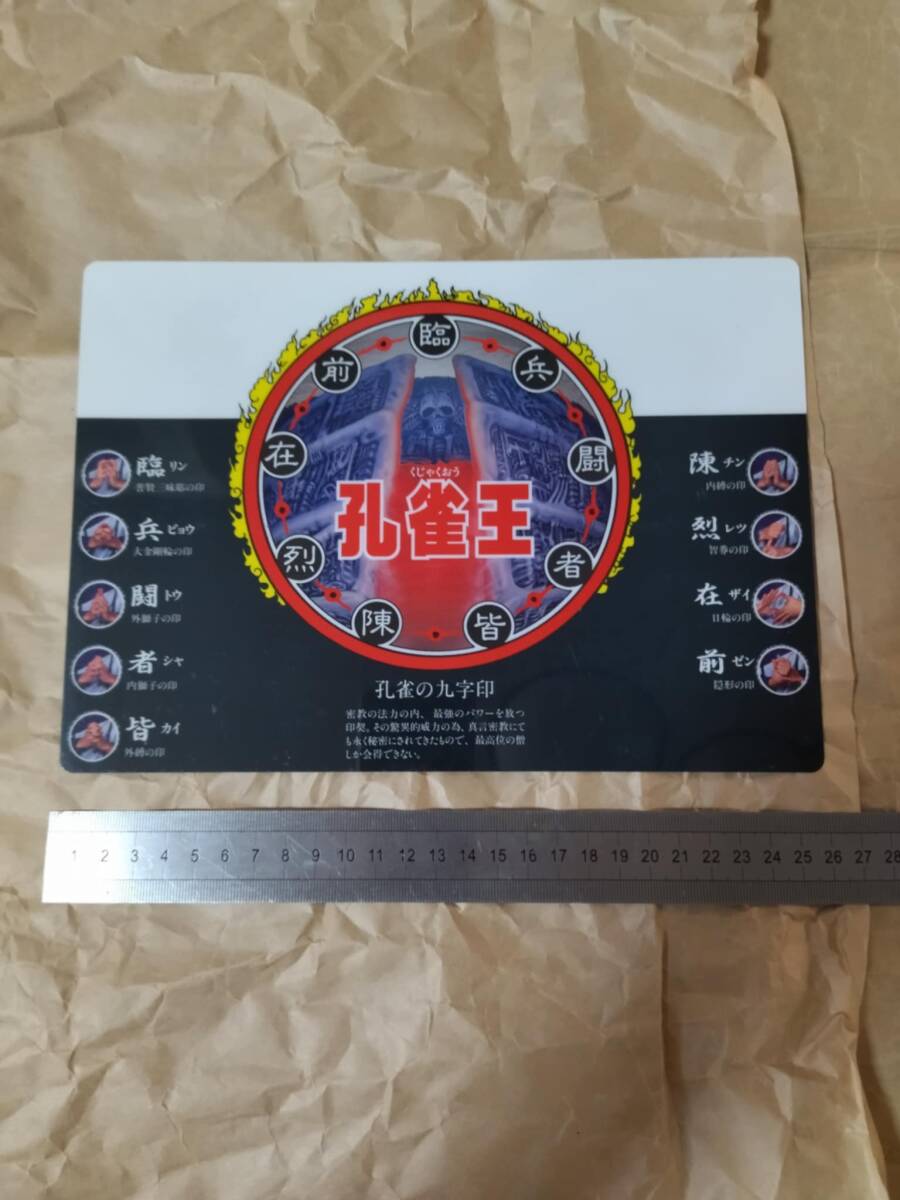 臨
兵
闘
者
皆
陳
烈
在
前
くじゃくおう
孔雀王
臨 リン
普賢三昧耶の印
兵 ピョウ
大金剛輪の印
闘 トウ
外獅子の印
者 シャ
内獅子の印
皆 カイ
外縛の印
陳 チン
内縛の印
烈 レツ
智拳の印
在 ザイ
日輪の印
前 ゼン
隠形の印
孔雀の九字印
密教の法力の内、最強のパワーを放つ
印契。その驚異的威力の為、真言密教にて
も永く秘密にされてきたもので、最高位の僧
しか会得できない。
1 2 3 4 5 6 7 8 9 10 11 12 13 14 15 16 17 18 19 20 21 22 23 24 25 26 27 28